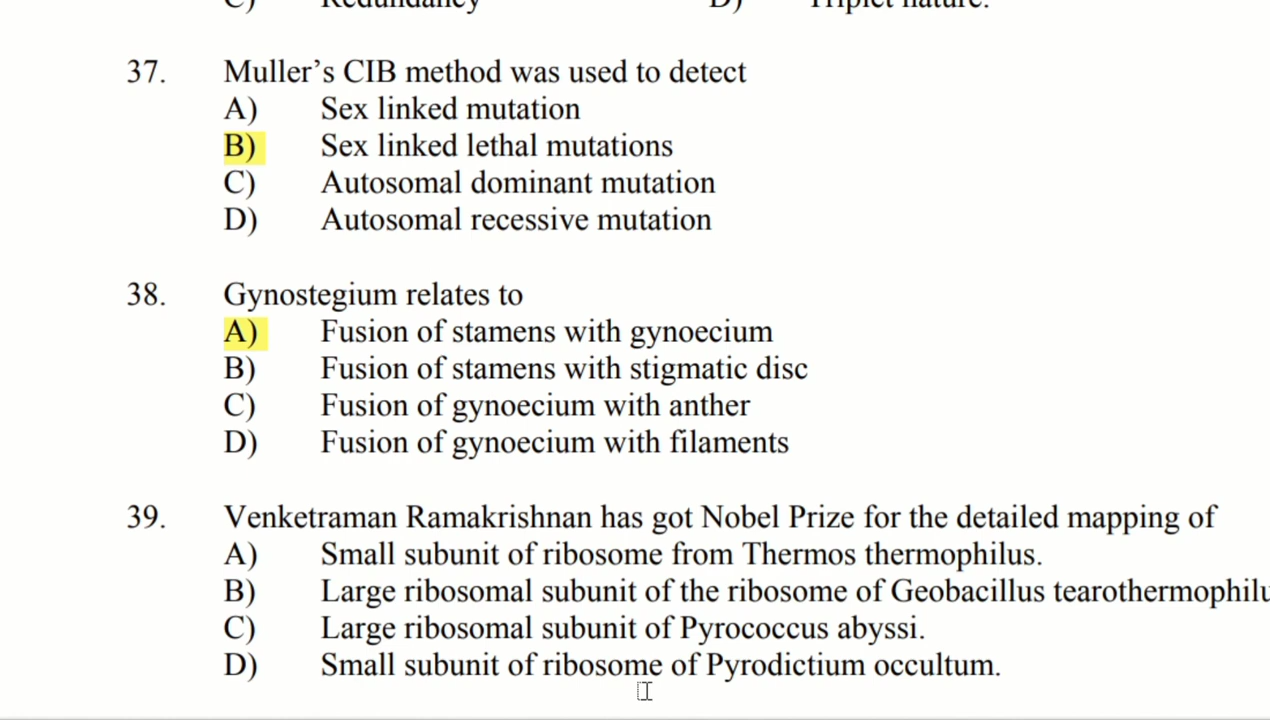 C) Redundancy D) Triplet nature.
37. Muller's CIB method was used to detect
A) Sex linked mutation
B) Sex linked lethal mutations
C) Autosomal dominant mutation
D) Autosomal recessive mutation
38. Gynostegium relates to
A) Fusion of stamens with gynoecium
B) Fusion of stamens with stigmatic disc
C) Fusion of gynoecium with anther
D) Fusion of gynoecium with filaments
39. Venketraman Ramakrishnan has got Nobel Prize for the detailed mapping of
A) Small subunit of ribosome from Thermos thermophilus.
B) Large ribosomal subunit of the ribosome of Geobacillus tearothermophilu
C) Large ribosomal subunit of Pyrococcus abyssi.
D) Small subunit of ribosome of Pyrodictium occultum.